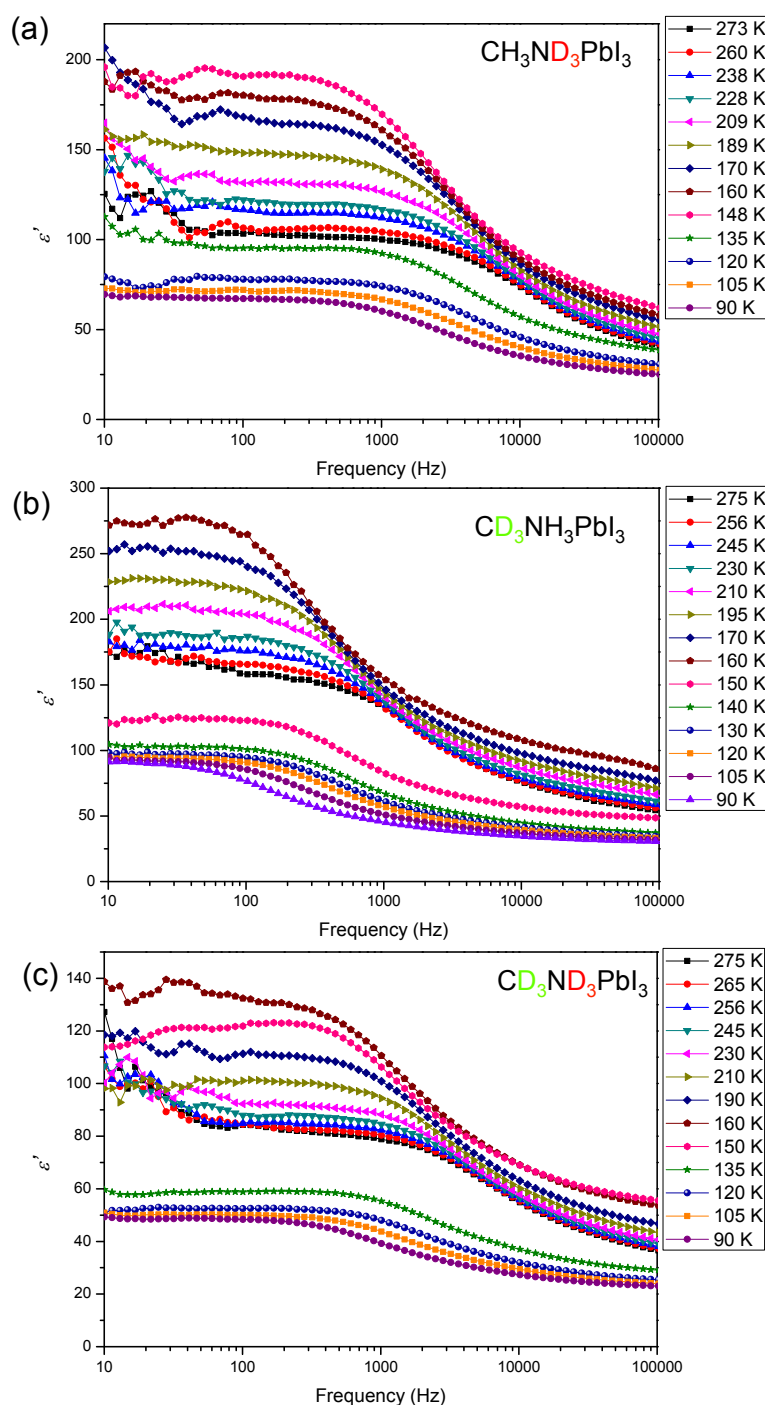 (a)
CH₃ND₃PbI₃
ε'
200
150
100
50
0
10
100
1000
10000
100000
Frequency (Hz)
273 K
260 K
238 K
228 K
209 K
189 K
170 K
160 K
148 K
135 K
120 K
105 K
90 K
(b)
CD₃NH₃PbI₃
ε'
300
250
200
150
100
50
0
10
100
1000
10000
100000
Frequency (Hz)
275 K
256 K
245 K
230 K
210 K
195 K
170 K
160 K
150 K
140 K
130 K
120 K
105 K
90 K
(c)
CD₃ND₃PbI₃
ε'
140
120
100
80
60
40
20
0
10
100
1000
10000
100000
Frequency (Hz)
275 K
265 K
256 K
245 K
230 K
210 K
190 K
160 K
150 K
135 K
120 K
105 K
90 K